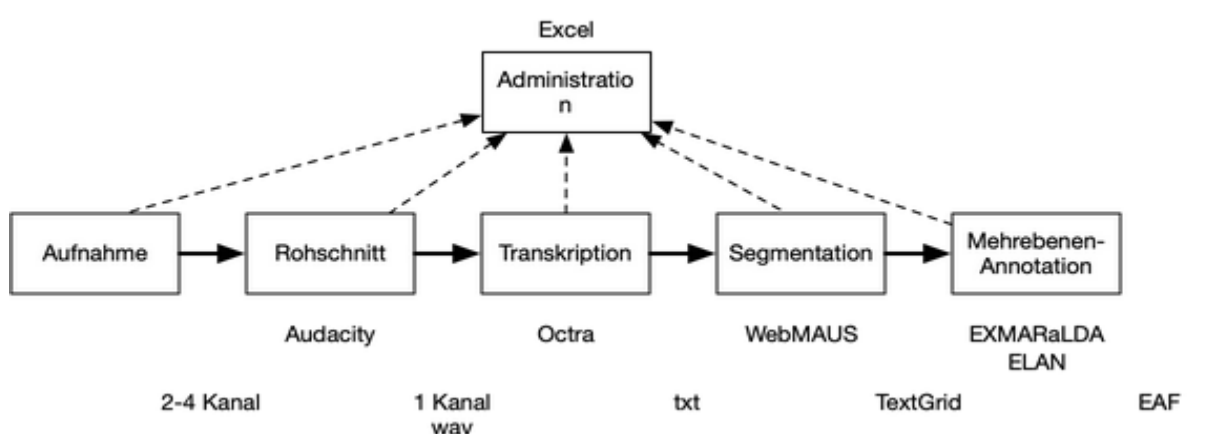 Excel
Administratio
n
Aufnahme
Rohschnitt
Transkription
Segmentation
Mehrebenen-
Annotation
Audacity
Octra
WebMAUS
EXMARaLDA
ELAN
2-4 Kanal
1 Kanal
wav
txt
TextGrid
EAF